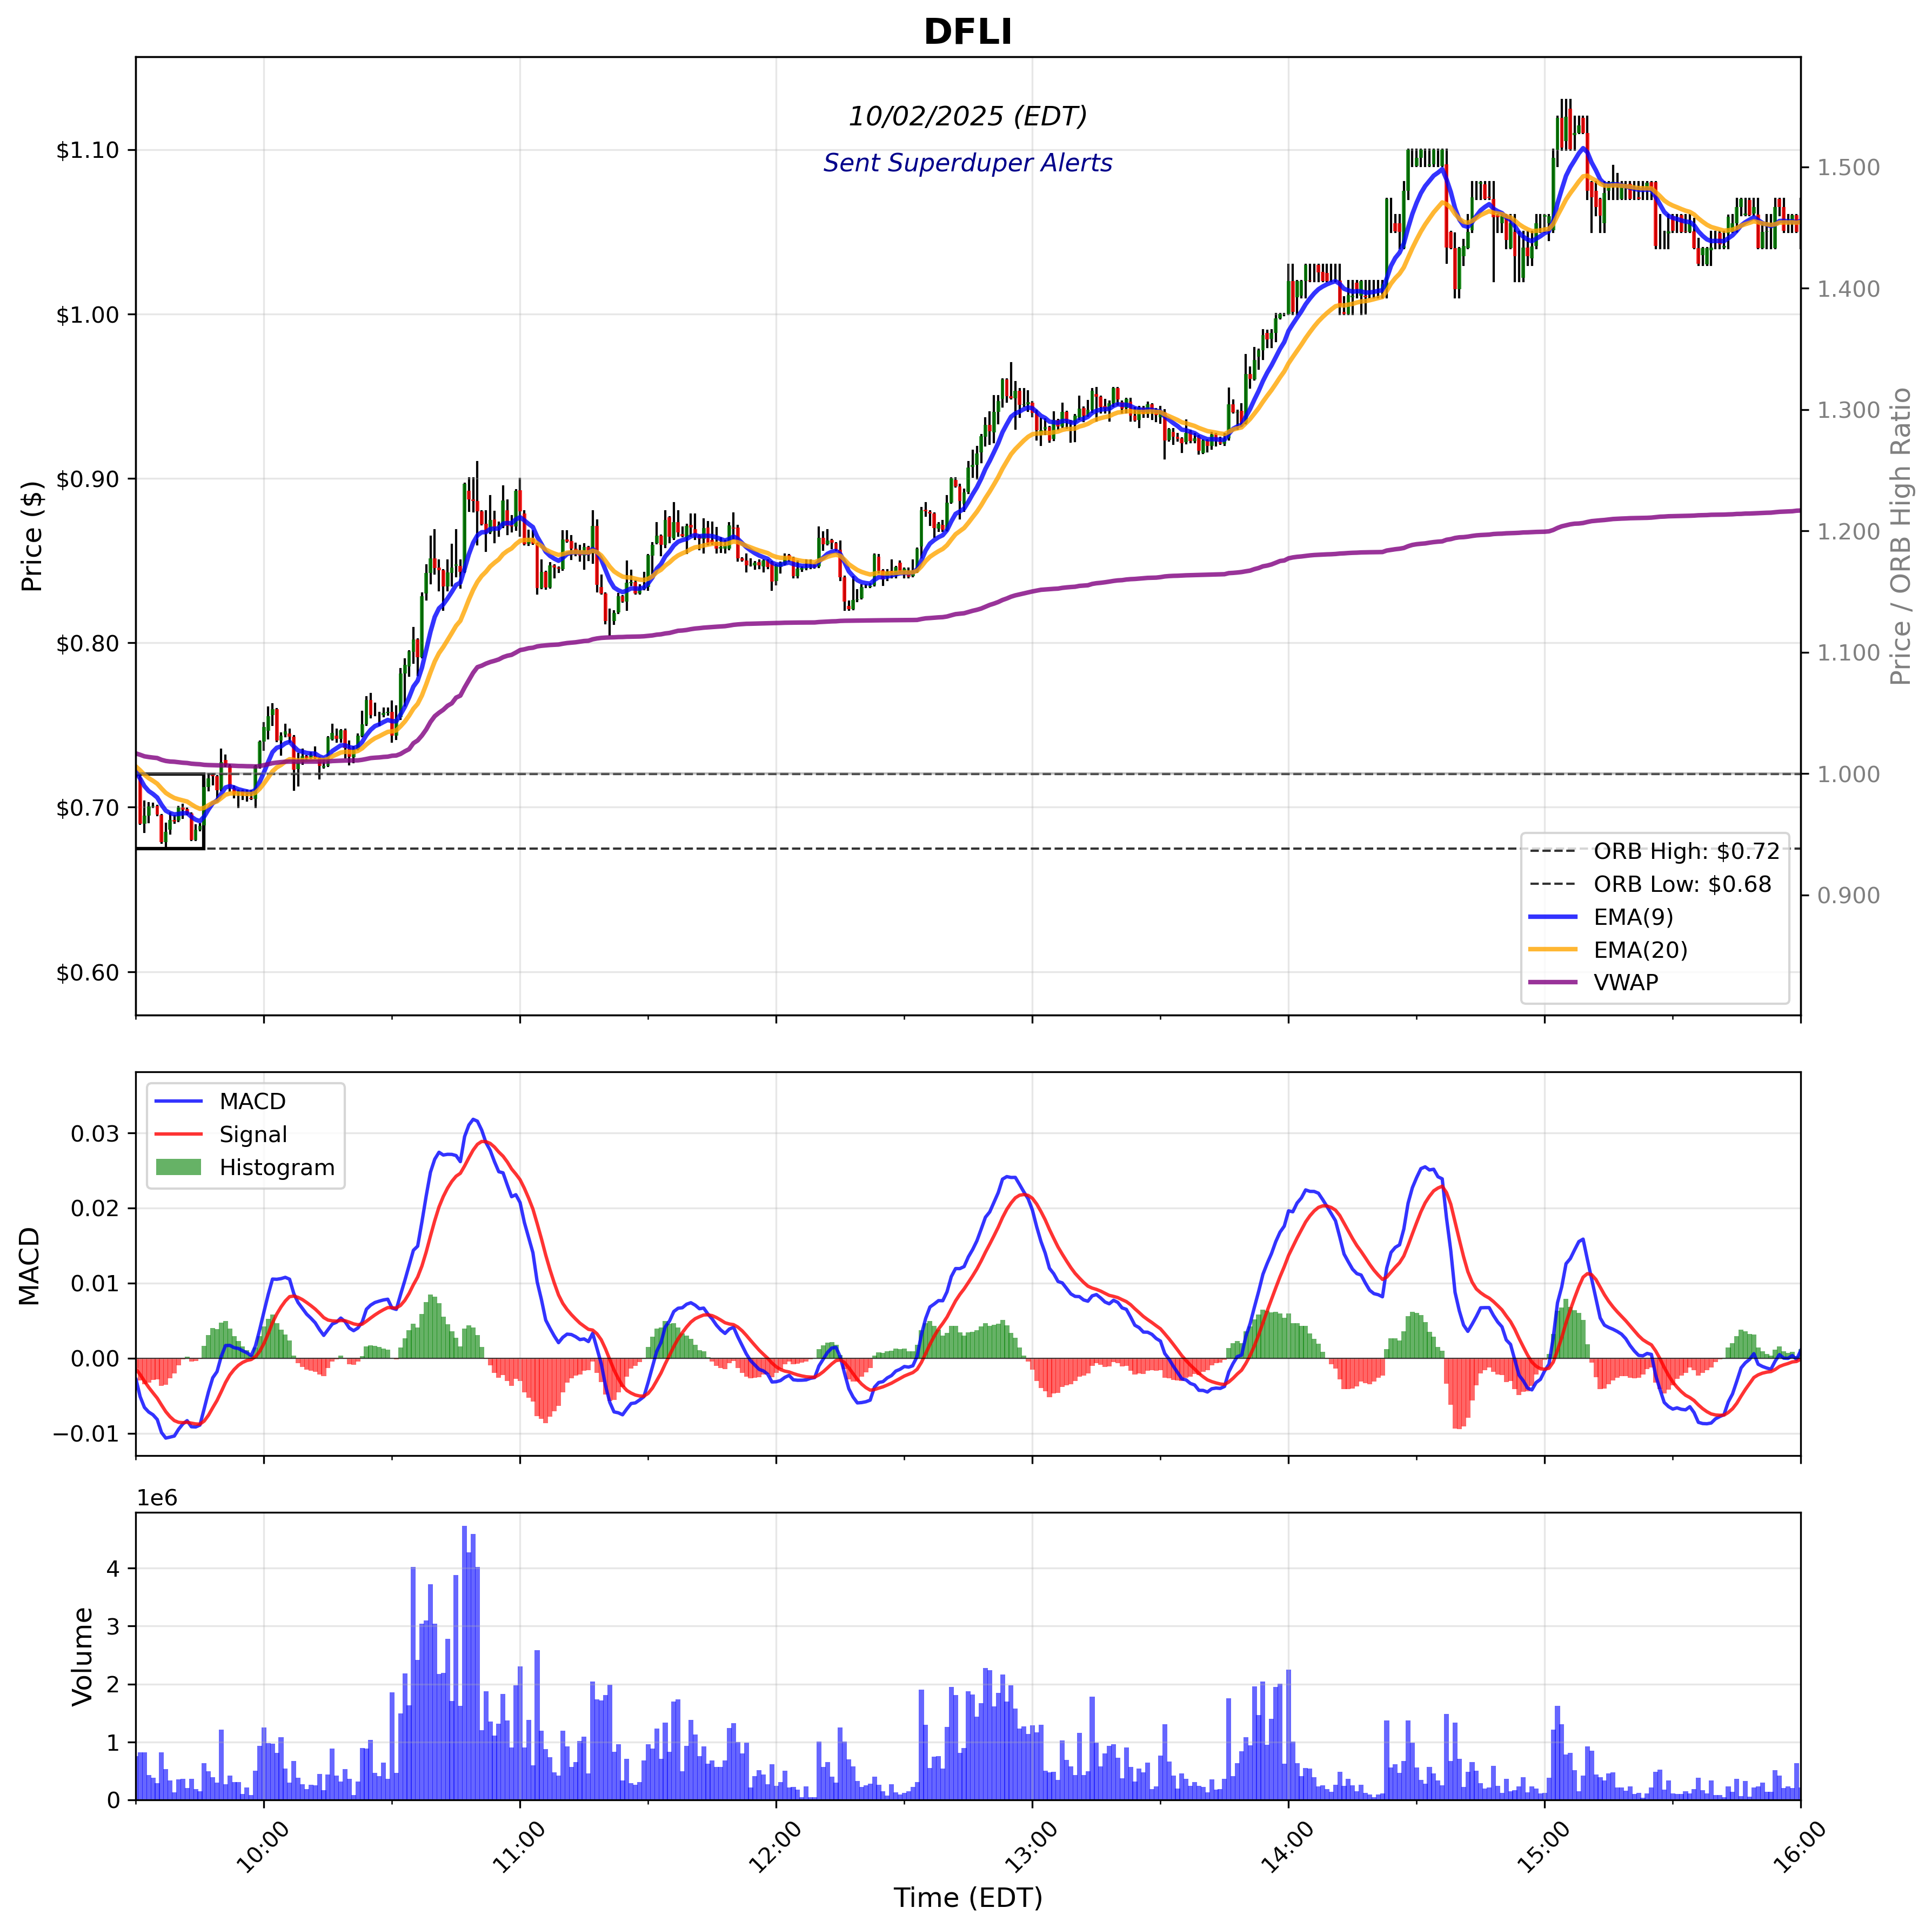 DFLI
10/02/2025 (EDT)
Sent Superduper Alerts
Price ($)
$1.10
$1.00
$0.90
$0.80
$0.70
$0.60
Price / ORB High Ratio
1.500
1.400
1.300
1.200
1.100
1.000
0.900
ORB High: $0.72
ORB Low: $0.68
EMA(9)
EMA(20)
VWAP
MACD
0.03
0.02
0.01
0.00
−0.01
MACD
Signal
Histogram
1e6
Volume
4
3
2
1
0
10:00
11:00
12:00
13:00
14:00
15:00
16:00
Time (EDT)